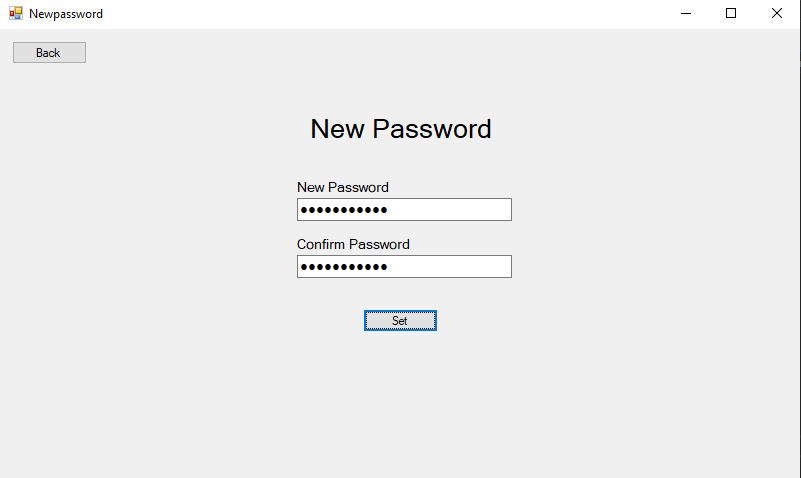 Newpassword
Back
New Password
New Password
●●●●●●●●●●●
Confirm Password
●●●●●●●●●●●
Set